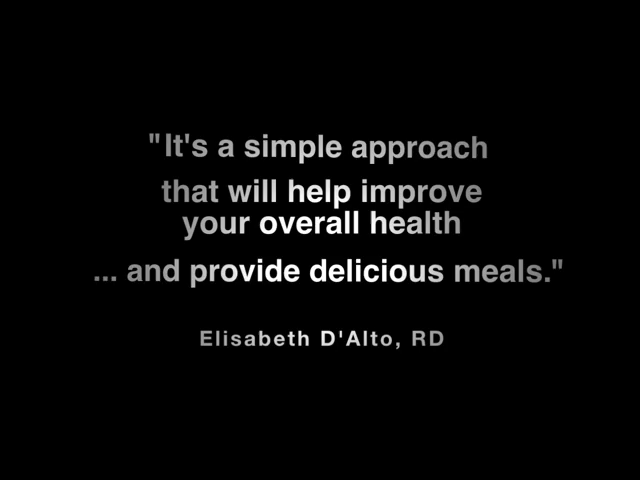 "It's a simple approach
that will help improve
your overall health
... and provide delicious meals."
Elisabeth D'Alto, RD